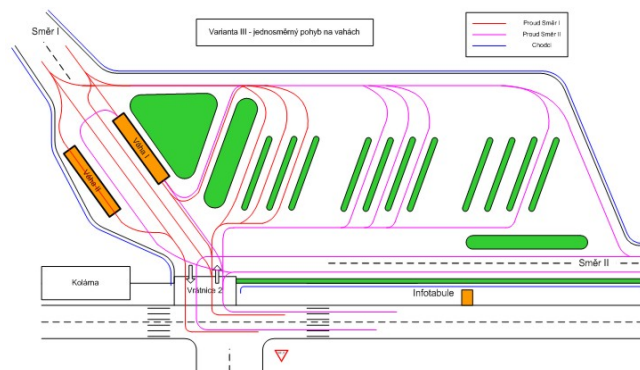 Směr I
Varianta III - jednosměrný pohyb na vahách
Proud Směr I
Proud Směr II
Chodci
Váha I
Váha II
Směr II
Kolárna
Vrátnice 2
Infotabule